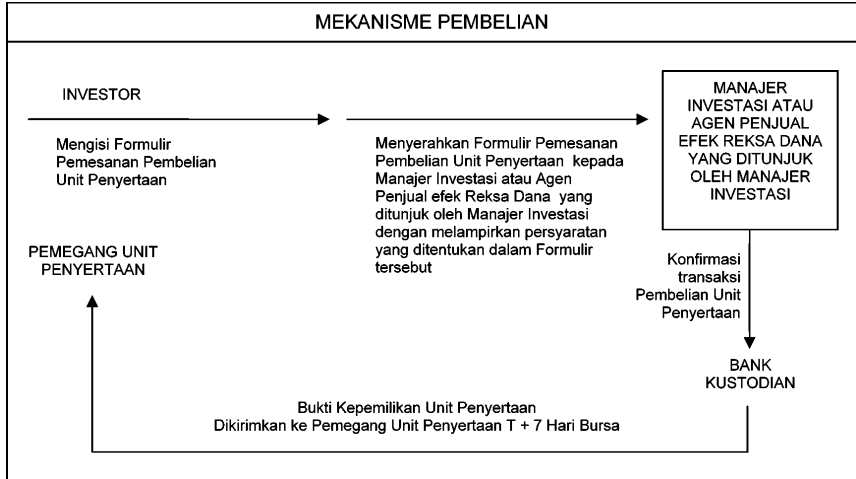 MEKANISME PEMBELIAN
INVESTOR
Mengisi Formulir
Pemesanan Pembelian
Unit Penyertaan
Menyerahkan Formulir Pemesanan
Pembelian Unit Penyertaan kepada
Manajer Investasi atau Agen
Penjual efek Reksa Dana yang
ditunjuk oleh Manajer Investasi
dengan melampirkan persyaratan
yang ditentukan dalam Formulir
tersebut
MANAJER
INVESTASI ATAU
AGEN PENJUAL
EFEK REKSA DANA
YANG DITUNJUK
OLEH MANAJER
INVESTASI
Konfirmasi
transaksi
Pembelian Unit
Penyertaan
BANK
KUSTODIAN
Bukti Kepemilikan Unit Penyertaan
Dikirimkan ke Pemegang Unit Penyertaan T + 7 Hari Bursa
PEMEGANG UNIT
PENYERTAAN